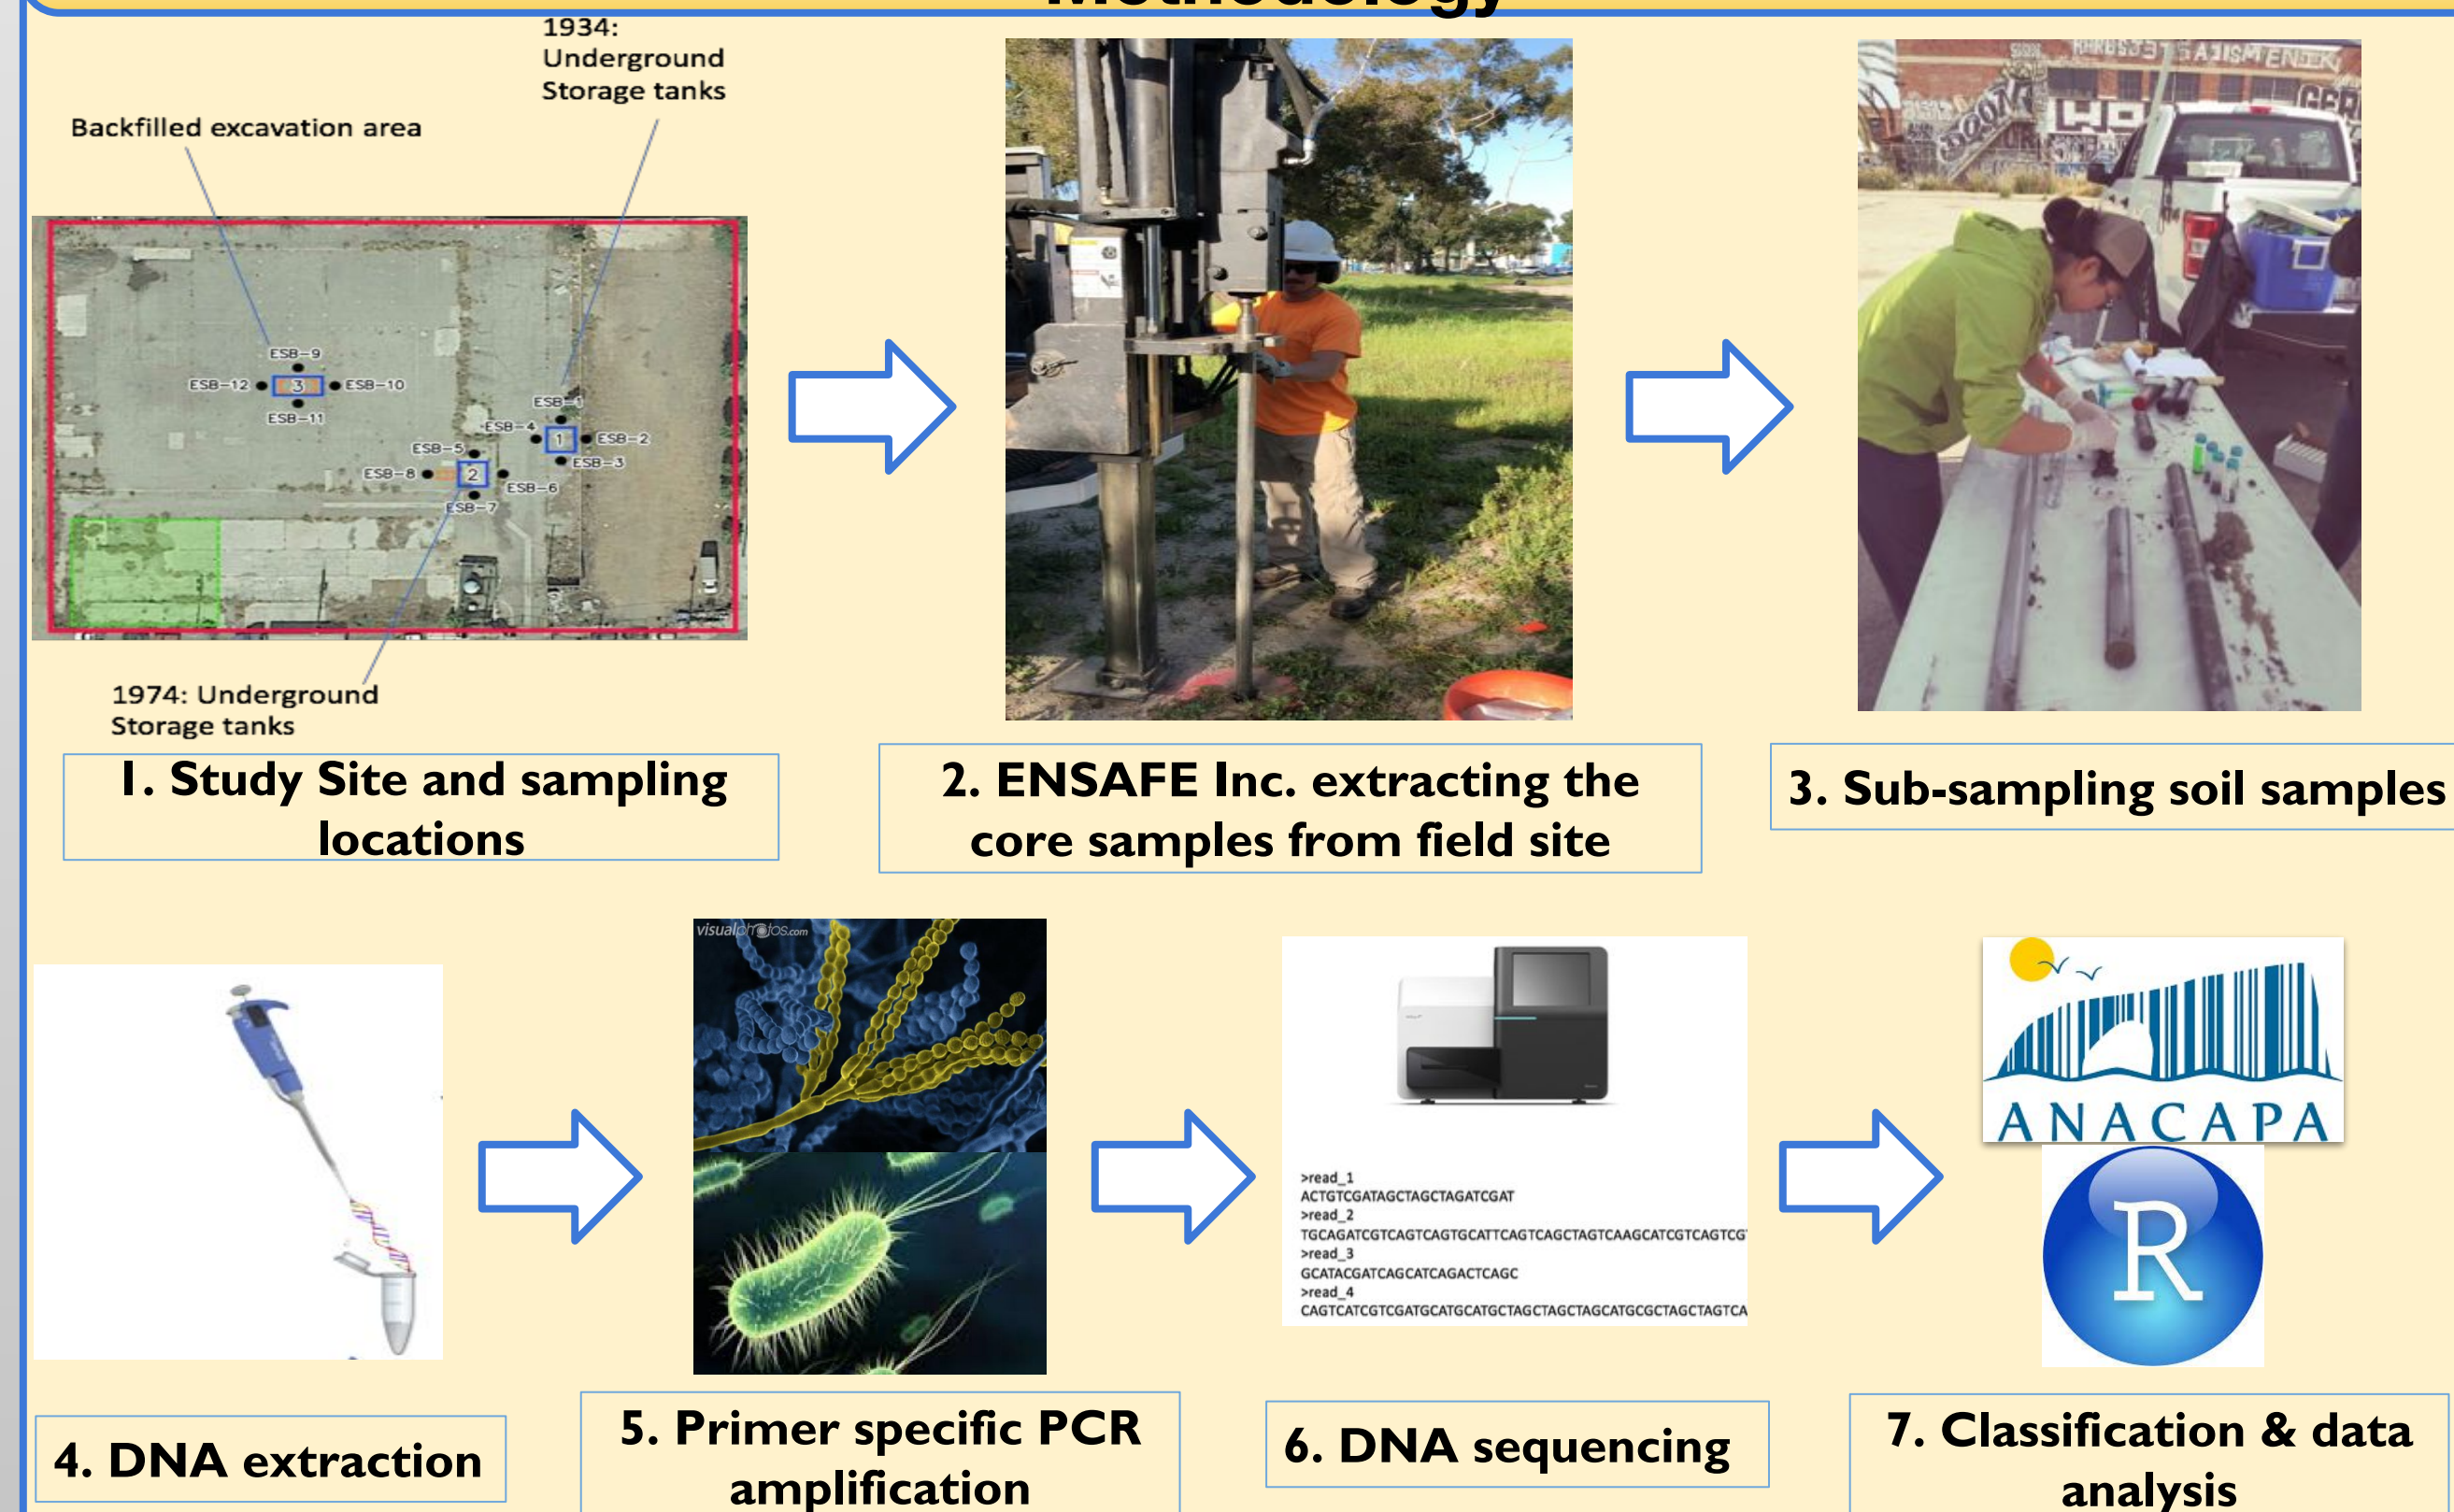 Methodology
1934:
Underground
Storage tanks
Backfilled excavation area
ESB-9
ESB-12
3
ESB-10
ESB-11
ESB-1
ESB-4
1
ESB-2
ESB-3
ESB-5
ESB-8
2
ESB-6
ESB-7
1974: Underground
Storage tanks
1. Study Site and sampling
locations
2. ENSAFE Inc. extracting the
core samples from field site
3. Sub-sampling soil samples
visualphotos.com
>read_1
ACTGTCGATAGCTAGCTAGATCGAT
>read_2
TGCAGATCGTCAGTCAGTGCATTCAGTCAGCTAGTCAAGCATCGTCAGTCG
>read_3
GCATACGATCAGCATCAGACTCAGC
>read_4
CAGTCATCGTCGATGCATGCATGCTAGCTAGCTAGCATGCGCTAGCTAGTCA
ANACAPA
R
4. DNA extraction
5. Primer specific PCR
amplification
6. DNA sequencing
7. Classification & data
analysis